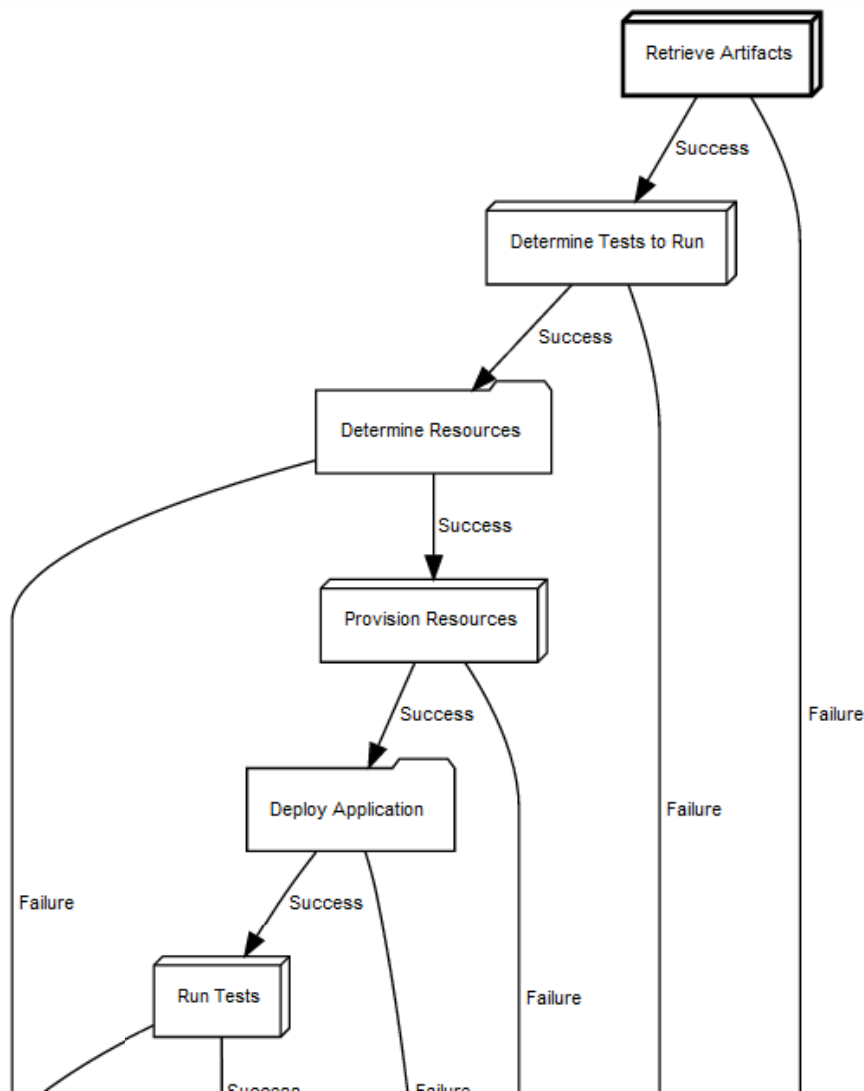 Retrieve Artifacts
Success
Determine Tests to Run
Success
Determine Resources
Success
Provision Resources
Success
Failure
Deploy Application
Failure
Failure
Success
Run Tests
Failure
Success
Failure